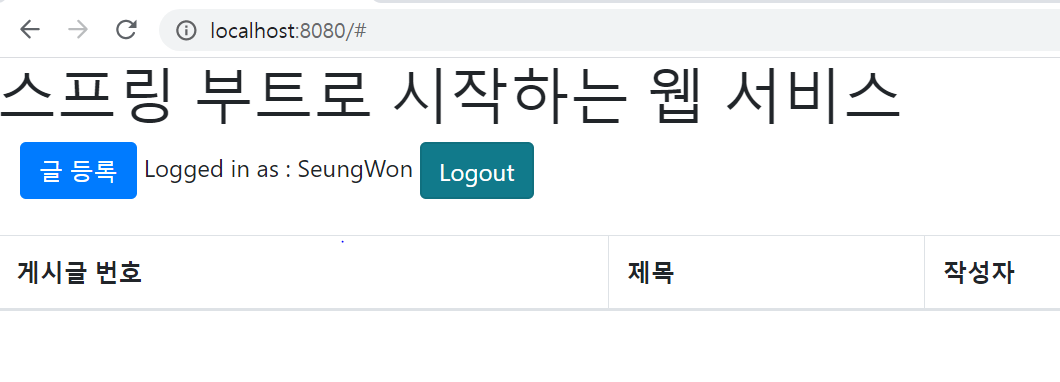 localhost:8080/#
스프링 부트로 시작하는 웹 서비스
글 등록 Logged in as : SeungWon Logout
게시글 번호 제목 작성자